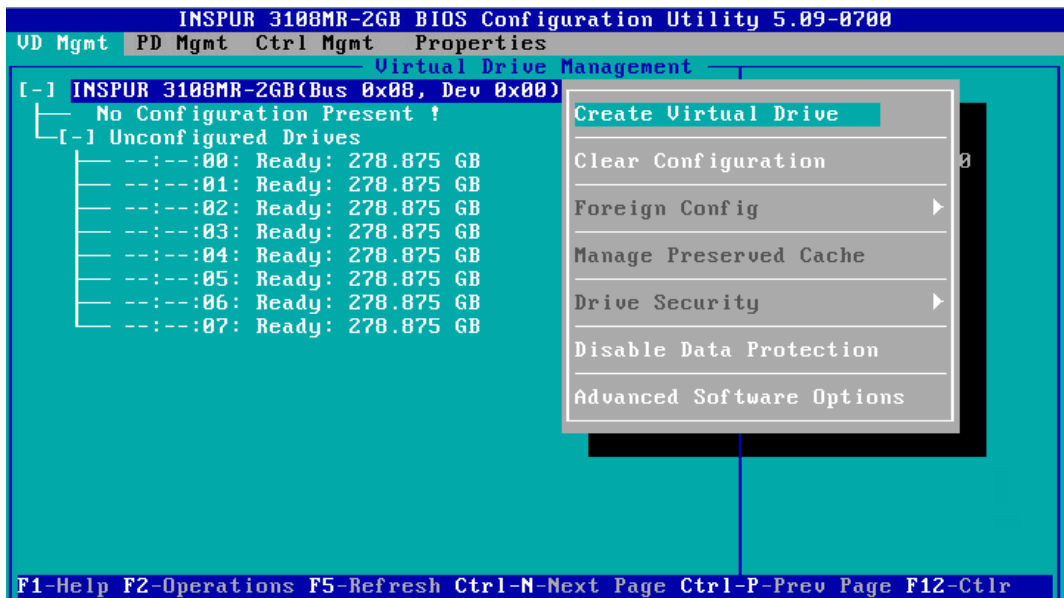 INSPUR 3108MR-2GB BIOS Configuration Utility 5.09-0700
VD Mgmt PD Mgmt Ctrl Mgmt Properties
Virtual Drive Management
[-] INSPUR 3108MR-2GB(Bus 0x08, Dev 0x00)
No Configuration Present !
[-] Unconfigured Drives
--:--:00: Ready: 278.875 GB
--:--:01: Ready: 278.875 GB
--:--:02: Ready: 278.875 GB
--:--:03: Ready: 278.875 GB
--:--:04: Ready: 278.875 GB
--:--:05: Ready: 278.875 GB
--:--:06: Ready: 278.875 GB
--:--:07: Ready: 278.875 GB
Create Virtual Drive
Clear Configuration
0
Foreign Config
Manage Preserved Cache
Drive Security
Disable Data Protection
Advanced Software Options
F1-Help F2-Operations F5-Refresh Ctrl-N-Next Page Ctrl-P-Prev Page F12-Ctlr